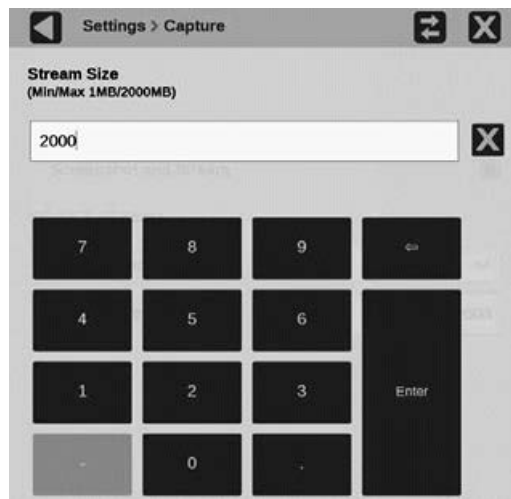 Settings > Capture
Stream Size
(Min/Max 1MB/2000MB)
2000
7 8 9 ⇦
4 5 6
1 2 3 Enter
- 0 .